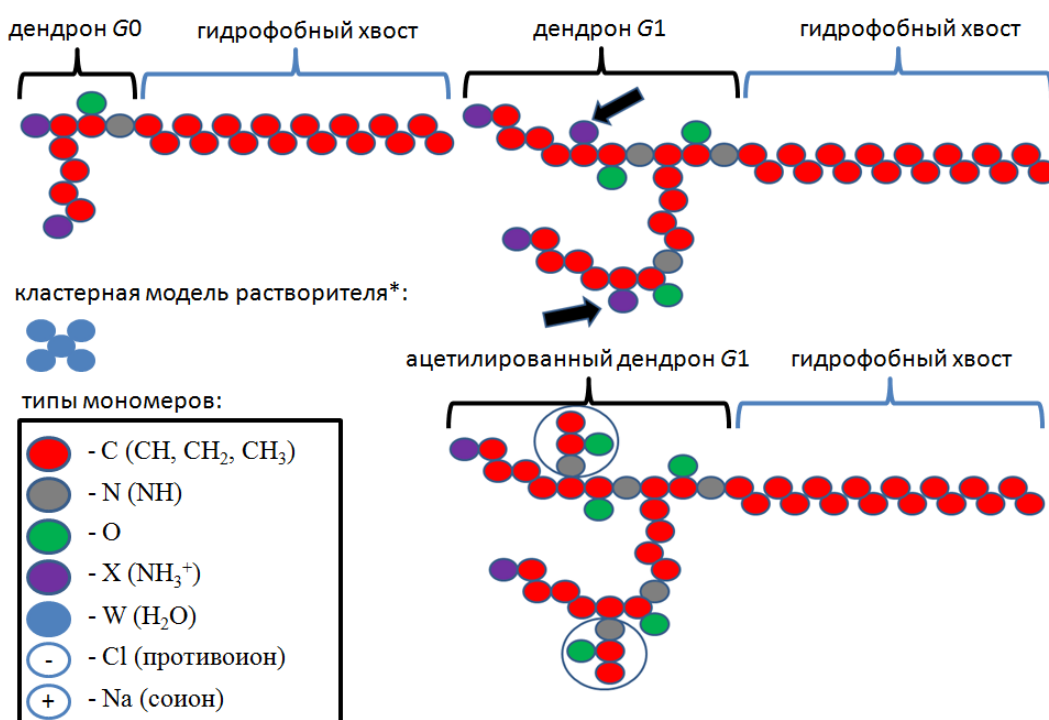 дендрон G0
гидрофобный хвост
дендрон G1
гидрофобный хвост
кластерная модель растворителя*:
ацетилированный дендрон G1
гидрофобный хвост
типы мономеров:
- C (CH, CH₂, CH₃)
- N (NH)
- O
- X (NH₃⁺)
- W (H₂O)
- - Cl (противоион)
+ - Na (соион)